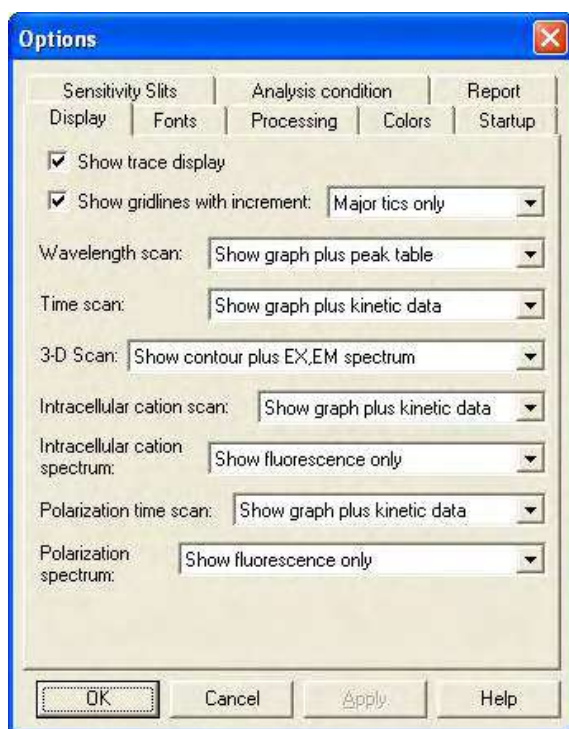 Options
Sensitivity Slits Analysis condition Report
Display Fonts Processing Colors Startup
Show trace display
Show gridlines with increment: Major tics only
Wavelength scan: Show graph plus peak table
Time scan: Show graph plus kinetic data
3-D Scan: Show contour plus EX,EM spectrum
Intracellular cation scan: Show graph plus kinetic data
Intracellular cation
spectrum: Show fluorescence only
Polarization time scan: Show graph plus kinetic data
Polarization
spectrum: Show fluorescence only
OK Cancel Apply Help